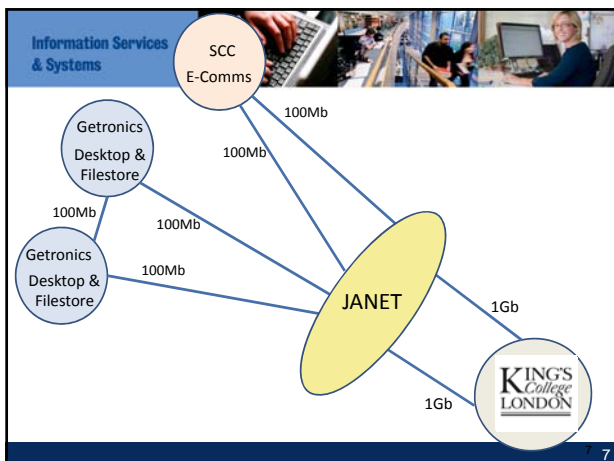 Information Services
& Systems
SCC
E-Comms
100Mb
100Mb
Getronics
Desktop &
Filestore
100Mb
100Mb
Getronics
Desktop &
Filestore
100Mb
JANET
1Gb
1Gb
KING'S
College
LONDON
7 7